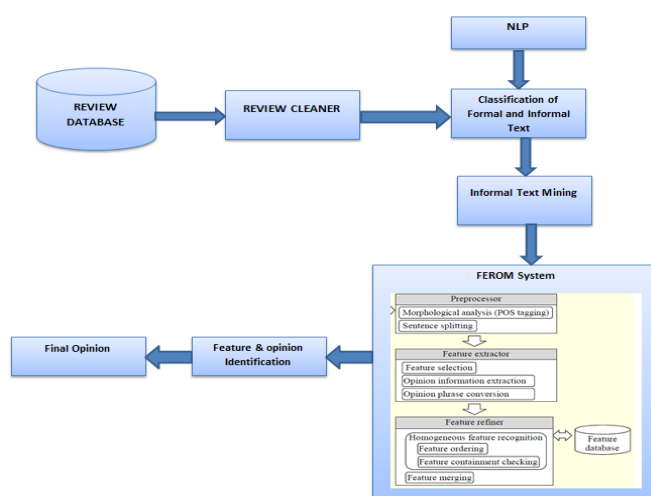 NLP
REVIEW
DATABASE
REVIEW CLEANER
Classification of
Formal and Informal
Text
Informal Text Mining
FEROM System
Preprocessor
Morphological analysis (POS tagging)
Sentence splitting
Feature extractor
Feature selection
Opinion information extraction
Opinion phrase conversion
Feature refiner
Homogeneous feature recognition
Feature ordering
Feature containment checking
Feature merging
Feature
database
Feature & opinion
Identification
Final Opinion